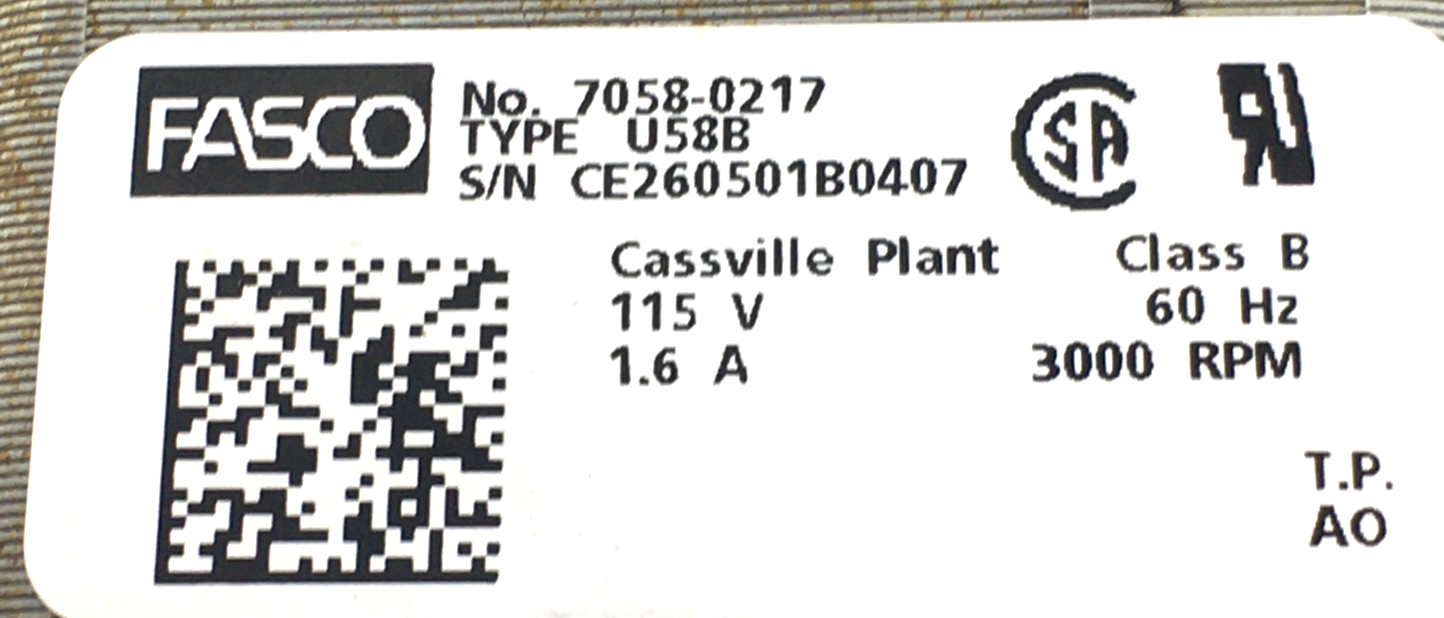 FASCO
No. 7058-0217
TYPE U58B
S/N CE260501B0407
Cassville Plant Class B
115 V 60 Hz
1.6 A 3000 RPM
T.P.
AO